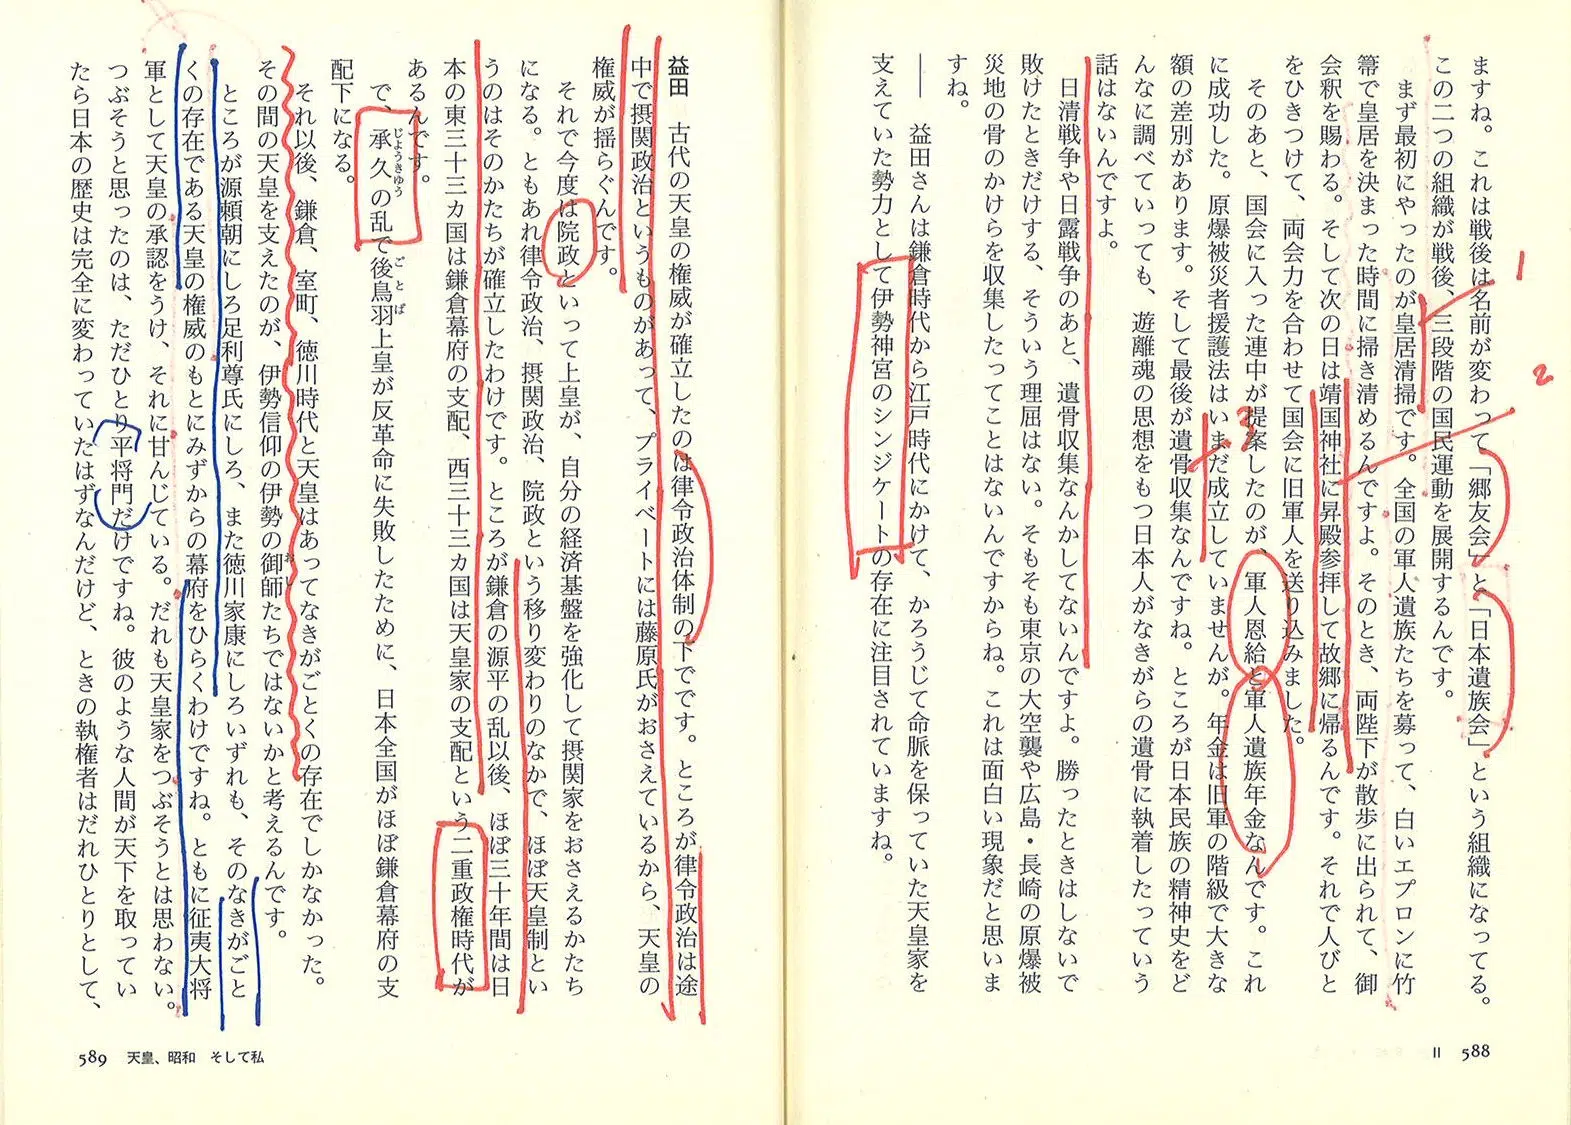 ますね。これは戦後は名前が変わって「郷友会」と「日本遺族会」という組織になってる。
この二つの組織が戦後、三段階の国民運動を展開するんです。
まず最初にやったのが皇居清掃です。全国の軍人遺族たちを募って、白いエプロンに竹
箒で皇居を決まった時間に掃き清めるんですよ。そのとき、両陛下が散歩に出られて、御
会釈を賜わる。そして次の日は靖国神社に昇殿参拝して故郷に帰るんです。それで人びと
をひきつけて、両会力を合わせて国会に旧軍人を送り込みました。
そのあと、国会に入った連中が提案したのが、軍人恩給と軍人遺族年金なんです。これ
に成功した。原爆被災者援護法はいまだ成立していませんが。年金は旧軍の階級で大きな
額の差別があります。そして最後が遺骨収集なんですね。ところが日本民族の精神史をど
んなに調べていっても、遊離魂の思想をもつ日本人がなきがらの遺骨に執着したっていう
話はないんですよ。
日清戦争や日露戦争のあと、遺骨収集なんかしてないんですよ。勝ったときはしないで
敗けたときだけする、そういう理屈はない。そもそも東京の大空襲や広島・長崎の原爆被
災地の骨のかけらを収集したってことはないんですからね。これは面白い現象だと思いま
すね。
―― 益田さんは鎌倉時代から江戸時代にかけて、かろうじて命脈を保っていた天皇家を
支えていた勢力として伊勢神宮のシンジケートの存在に注目されていますね。
II 588
1
2
3
益田 古代の天皇の権威が確立したのは律令政治体制の下でです。ところが律令政治は途
中で摂関政治というものがあって、プライベートには藤原氏がおさえているから、天皇の
権威が揺らぐんです。
それで今度は院政といって上皇が、自分の経済基盤を強化して摂関家をおさえるかたち
になる。ともあれ律令政治、摂関政治、院政という移り変わりのなかで、ほぼ天皇制とい
うのはそのかたちが確立したわけです。ところが鎌倉の源平の乱以後、ほぼ三十年間は日
本の東三十三カ国は鎌倉幕府の支配、西三十三カ国は天皇家の支配という二重政権時代が
あるんです。
で、承久の乱で後鳥羽上皇が反革命に失敗したために、日本全国がほぼ鎌倉幕府の支
じようきゆう
ごとば
配下になる。
それ以後、鎌倉、室町、徳川時代と天皇はあってなきがごとくの存在でしかなかった。
その間の天皇を支えたのが、伊勢信仰の伊勢の御師たちではないかと考えるんです。
おし
ところが源頼朝にしろ足利尊氏にしろ、また徳川家康にしろいずれも、そのなきがごと
くの存在である天皇の権威のもとにみずからの幕府をひらくわけですね。ともに征夷大将
軍として天皇の承認をうけ、それに甘んじている。だれも天皇家をつぶそうとは思わない。
つぶそうと思ったのは、ただひとり平将門だけですね。彼のような人間が天下を取ってい
たら日本の歴史は完全に変わっていたはずなんだけど、ときの執権者はだれひとりとして、
589 天皇、昭和 そして私